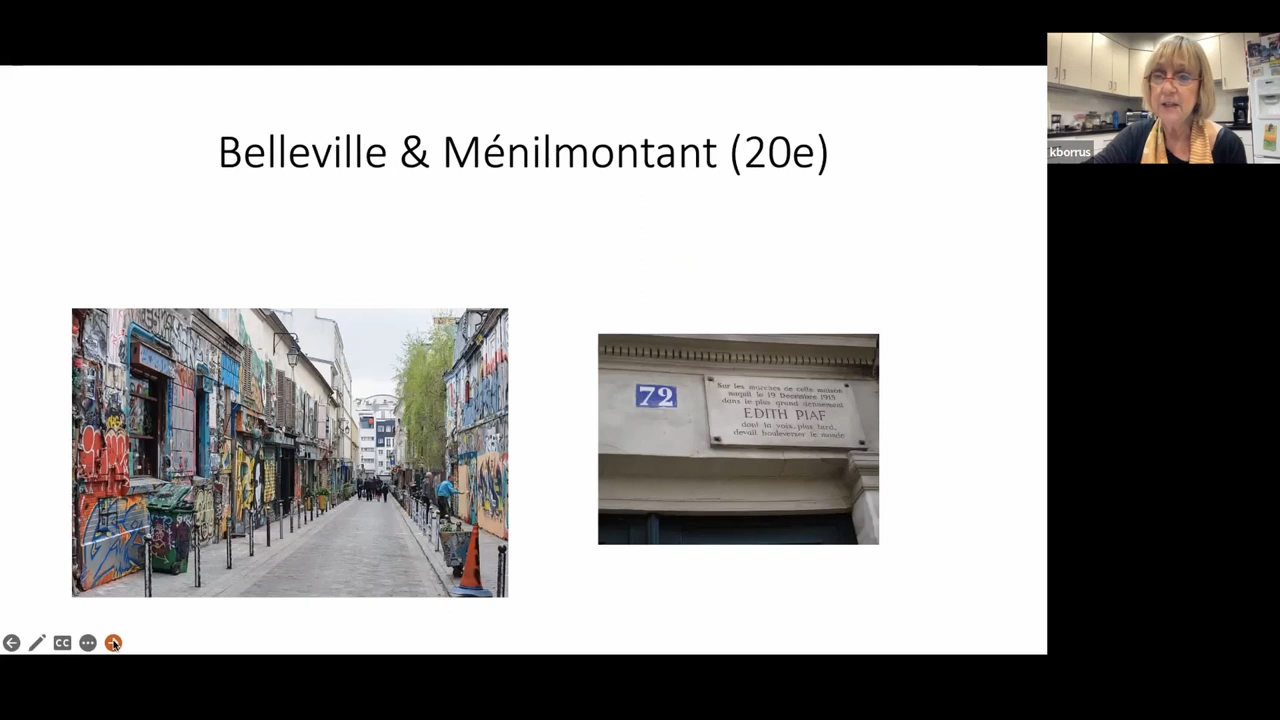 Belleville & Ménilmontant (20e)
kborrus
72
Sur les marches de cette maison
naquit le 19 Décembre 1915
dans le plus grand dénuement
EDITH PIAF
dont la voix, plus tard,
devait bouleverser le monde
CC